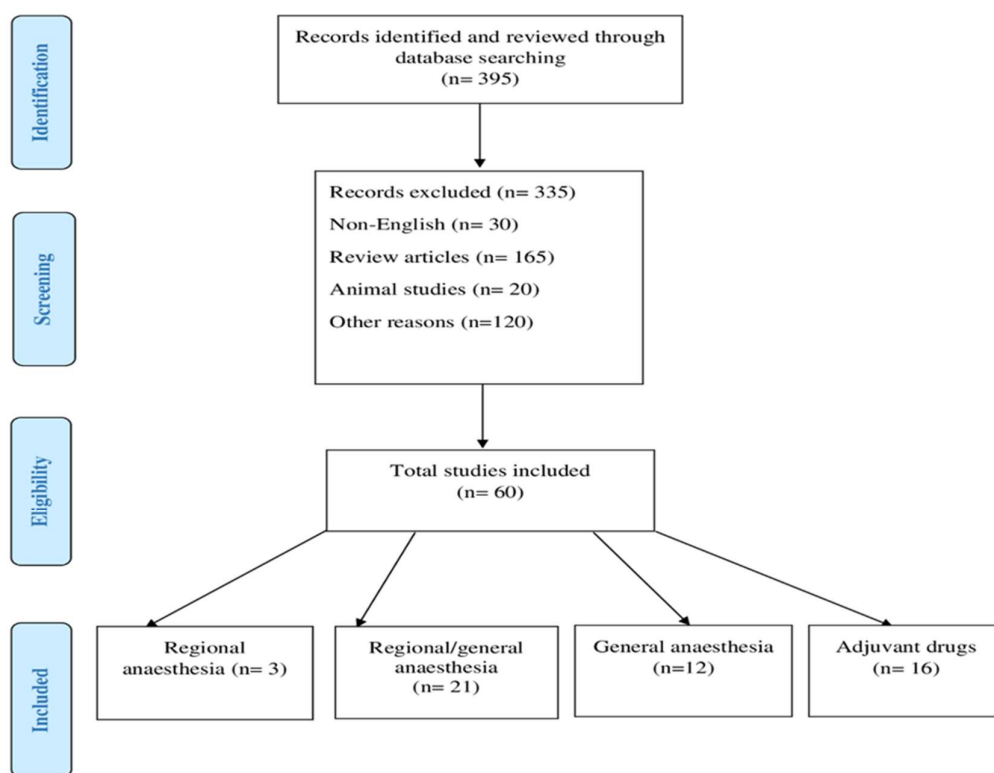 Identification
Records identified and reviewed through
database searching
(n= 395)
Screening
Records excluded (n= 335)
Non-English (n= 30)
Review articles (n= 165)
Animal studies (n= 20)
Other reasons (n=120)
Eligibility
Total studies included
(n= 60)
Included
Regional
anaesthesia (n= 3)
Regional/general
anaesthesia
(n= 21)
General anaesthesia
(n=12)
Adjuvant drugs
(n= 16)